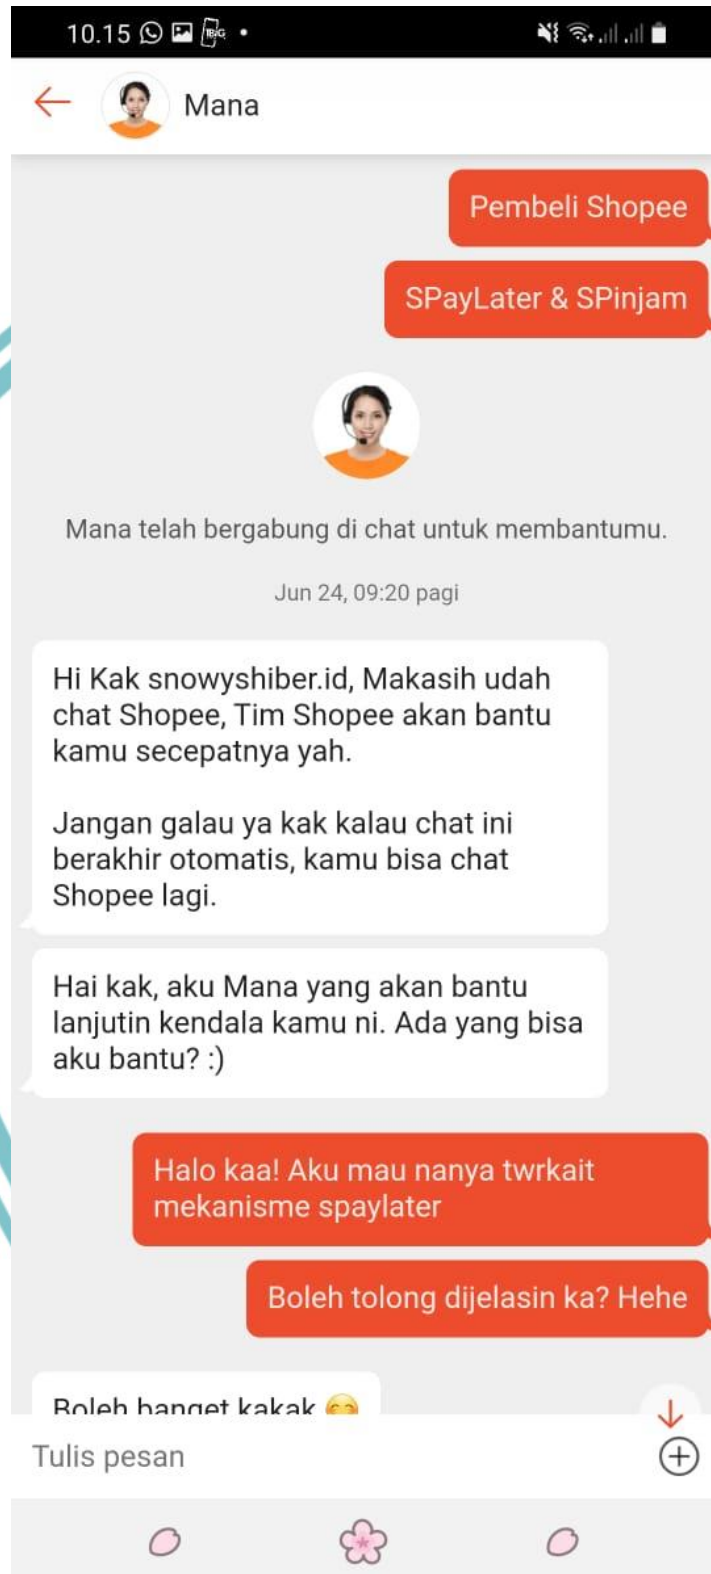 10.15
Mana
Pembeli Shopee
SPayLater & SPinjam
Mana telah bergabung di chat untuk membantumu.
Jun 24, 09:20 pagi
Hi Kak snowyshiber.id, Makasih udah
chat Shopee, Tim Shopee akan bantu
kamu secepatnya yah.
Jangan galau ya kak kalau chat ini
berakhir otomatis, kamu bisa chat
Shopee lagi.
Hai kak, aku Mana yang akan bantu
lanjutin kendala kamu ni. Ada yang bisa
aku bantu? :)
Halo kaa! Aku mau nanya twrkait
mekanisme spaylater
Boleh tolong dijelasin ka? Hehe
Boleh banget kakak 😊
Tulis pesan